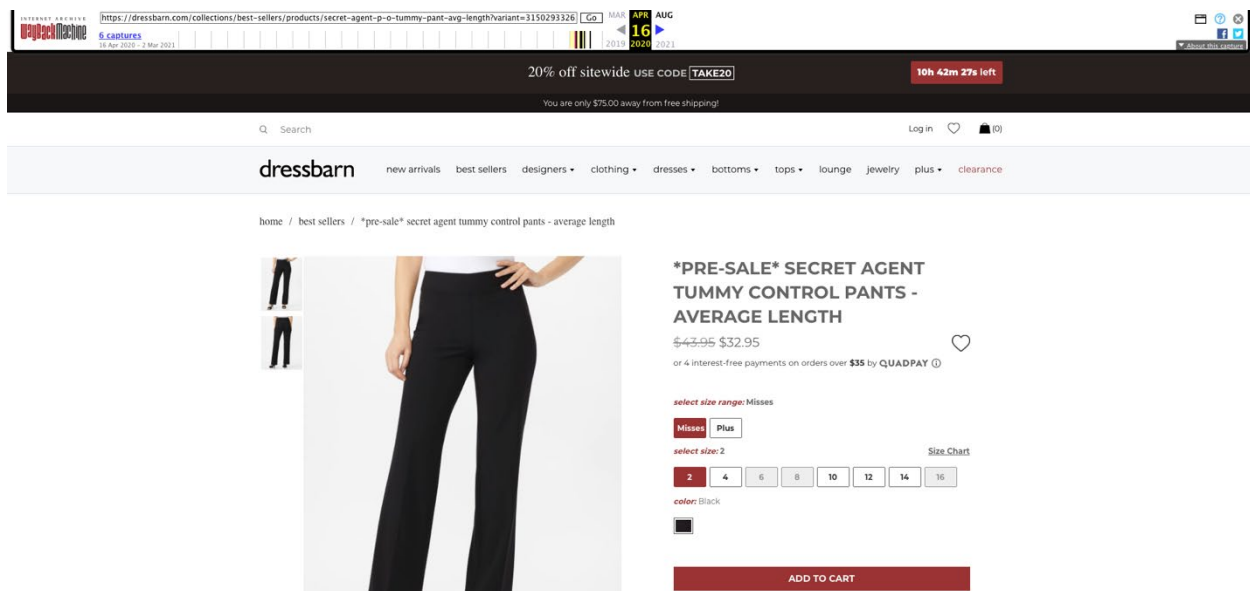 INTERNET ARCHIVE
WayBackMachine
https://dressbarn.com/collections/best-sellers/products/secret-agent-p-o-tummy-pant-avg-length?variant=3150293326 Go
MAR APR AUG
16
2019 2020 2021
6 captures
16 Apr 2020 - 2 Mar 2021
About this capture
20% off sitewide USE CODE TAKE20
10h 42m 27s left
You are only $75.00 away from free shipping!
Search
Log in
(0)
dressbarn new arrivals best sellers designers clothing dresses bottoms tops lounge jewelry plus clearance
home / best sellers / *pre-sale* secret agent tummy control pants - average length
*PRE-SALE* SECRET AGENT
TUMMY CONTROL PANTS -
AVERAGE LENGTH
$43.95 $32.95
or 4 interest-free payments on orders over $35 by QUADPAY
select size range: Misses
Misses Plus
select size: 2
Size Chart
2 4 6 8 10 12 14 16
color: Black
ADD TO CART